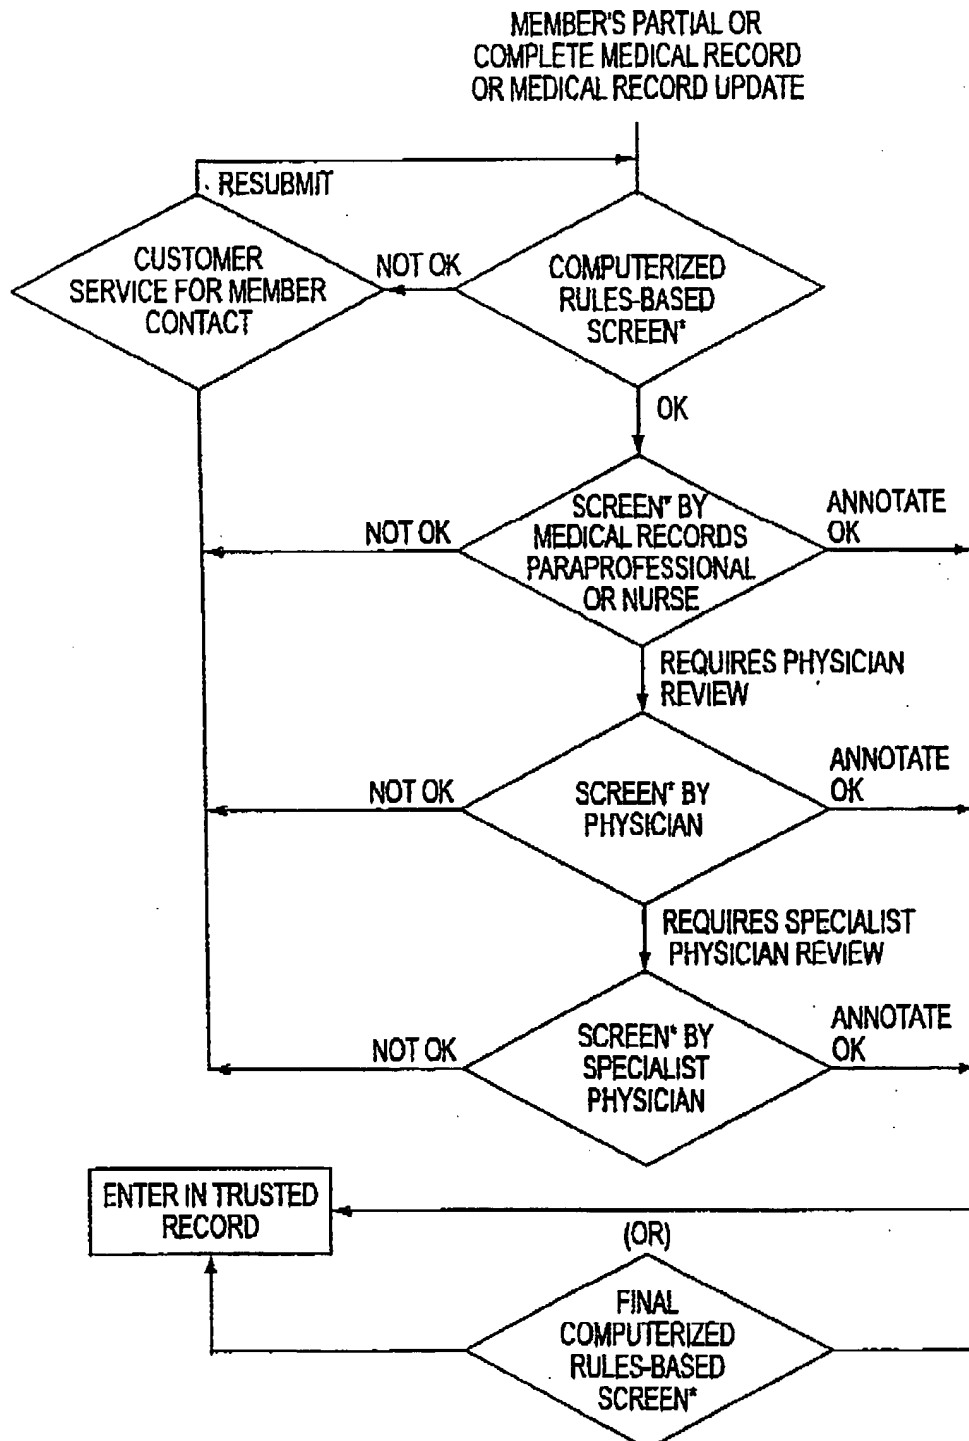 MEMBER'S PARTIAL OR
COMPLETE MEDICAL RECORD
OR MEDICAL RECORD UPDATE
RESUBMIT
CUSTOMER
SERVICE FOR MEMBER
CONTACT
NOT OK
COMPUTERIZED
RULES-BASED
SCREEN*
OK
NOT OK
SCREEN* BY
MEDICAL RECORDS
PARAPROFESSIONAL
OR NURSE
ANNOTATE
OK
REQUIRES PHYSICIAN
REVIEW
NOT OK
SCREEN* BY
PHYSICIAN
ANNOTATE
OK
REQUIRES SPECIALIST
PHYSICIAN REVIEW
NOT OK
SCREEN* BY
SPECIALIST
PHYSICIAN
ANNOTATE
OK
ENTER IN TRUSTED
RECORD
(OR)
FINAL
COMPUTERIZED
RULES-BASED
SCREEN*